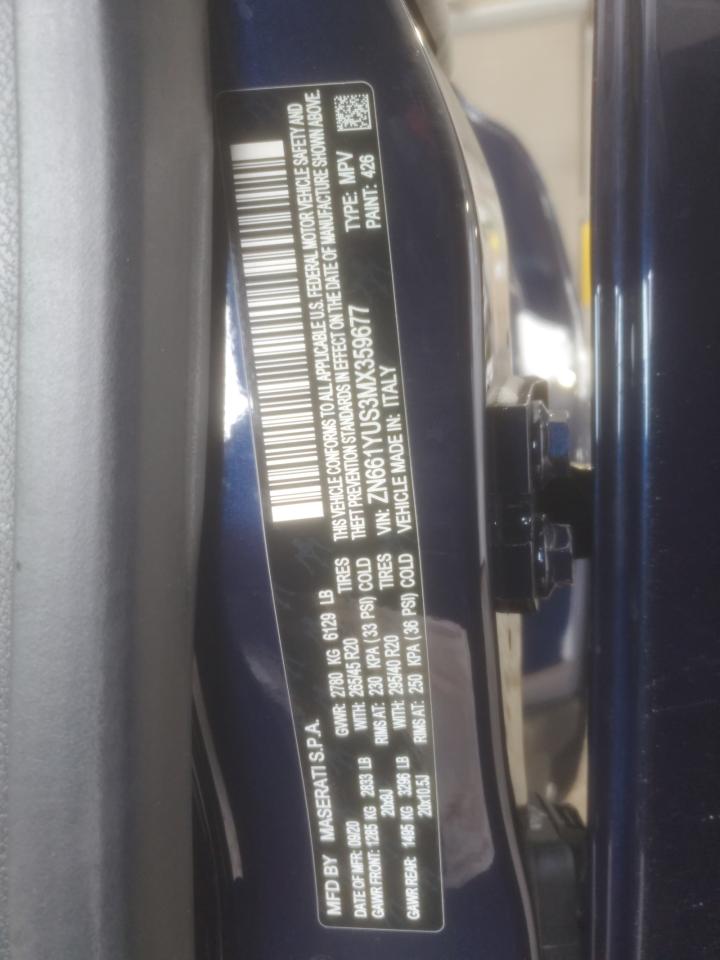 MFD BY MASERATI S.P.A.
DATE OF MFR: 09/20 GVWR: 2780 KG 6129 LB
GAWR FRONT: 1285 KG 2833 LB WITH: 265/45 R20 TIRES
20x9J RIMS AT: 230 KPA (33 PSI) COLD
GAWR REAR: 1495 KG 3296 LB WITH: 295/40 R20 TIRES
20x10.5J RIMS AT: 250 KPA (36 PSI) COLD
THIS VEHICLE CONFORMS TO ALL APPLICABLE U.S. FEDERAL MOTOR VEHICLE SAFETY AND
THEFT PREVENTION STANDARDS IN EFFECT ON THE DATE OF MANUFACTURE SHOWN ABOVE.
VIN: ZN661YUS3MX359677 TYPE: MPV
VEHICLE MADE IN: ITALY PAINT: 426